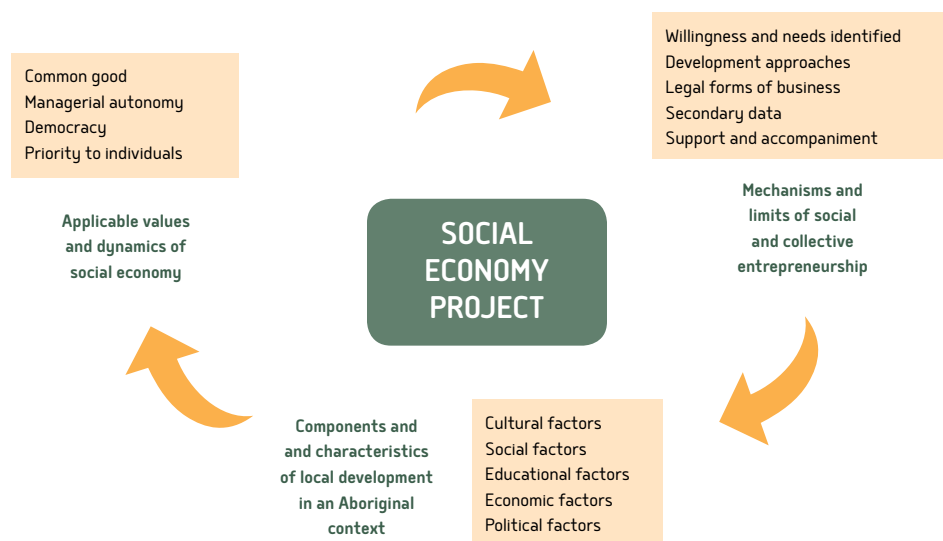 Common good
Managerial autonomy
Democracy
Priority to individuals
Applicable values
and dynamics of
social economy
Willingness and needs identified
Development approaches
Legal forms of business
Secondary data
Support and accompaniment
Mechanisms and
limits of social
and collective
entrepreneurship
SOCIAL
ECONOMY
PROJECT
Components and
and characteristics
of local development
in an Aboriginal
context
Cultural factors
Social factors
Educational factors
Economic factors
Political factors